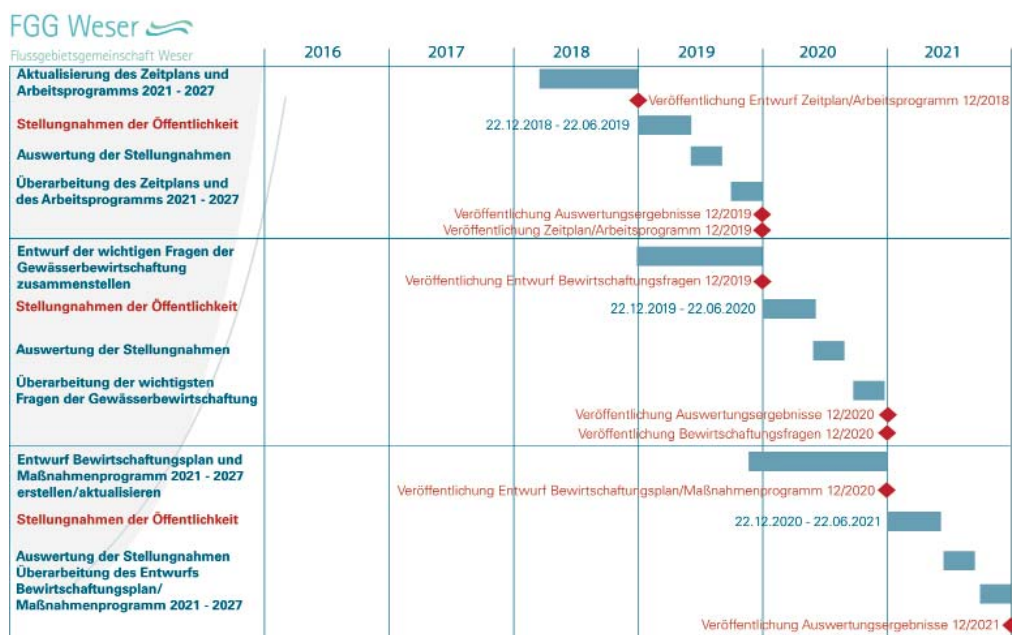 FGG Weser
Flussgebietsgemeinschaft Weser
2016 2017 2018 2019 2020 2021
Aktualisierung des Zeitplans und
Arbeitsprogramms 2021 - 2027
Veröffentlichung Entwurf Zeitplan/Arbeitsprogramm 12/2018
Stellungnahmen der Öffentlichkeit
22.12.2018 - 22.06.2019
Auswertung der Stellungnahmen
Überarbeitung des Zeitplans und
des Arbeitsprogramms 2021 - 2027
Veröffentlichung Auswertungsergebnisse 12/2019
Veröffentlichung Zeitplan/Arbeitsprogramm 12/2019
Entwurf der wichtigen Fragen der
Gewässerbewirtschaftung
zusammenstellen
Veröffentlichung Entwurf Bewirtschaftungsfragen 12/2019
Stellungnahmen der Öffentlichkeit
22.12.2019 - 22.06.2020
Auswertung der Stellungnahmen
Überarbeitung der wichtigsten
Fragen der Gewässerbewirtschaftung
Veröffentlichung Auswertungsergebnisse 12/2020
Veröffentlichung Bewirtschaftungsfragen 12/2020
Entwurf Bewirtschaftungsplan und
Maßnahmenprogramm 2021 - 2027
erstellen/aktualisieren
Veröffentlichung Entwurf Bewirtschaftungsplan/Maßnahmenprogramm 12/2020
Stellungnahmen der Öffentlichkeit
22.12.2020 - 22.06.2021
Auswertung der Stellungnahmen
Überarbeitung des Entwurfs
Bewirtschaftungsplan/
Maßnahmenprogramm 2021 - 2027
Veröffentlichung Auswertungsergebnisse 12/2021